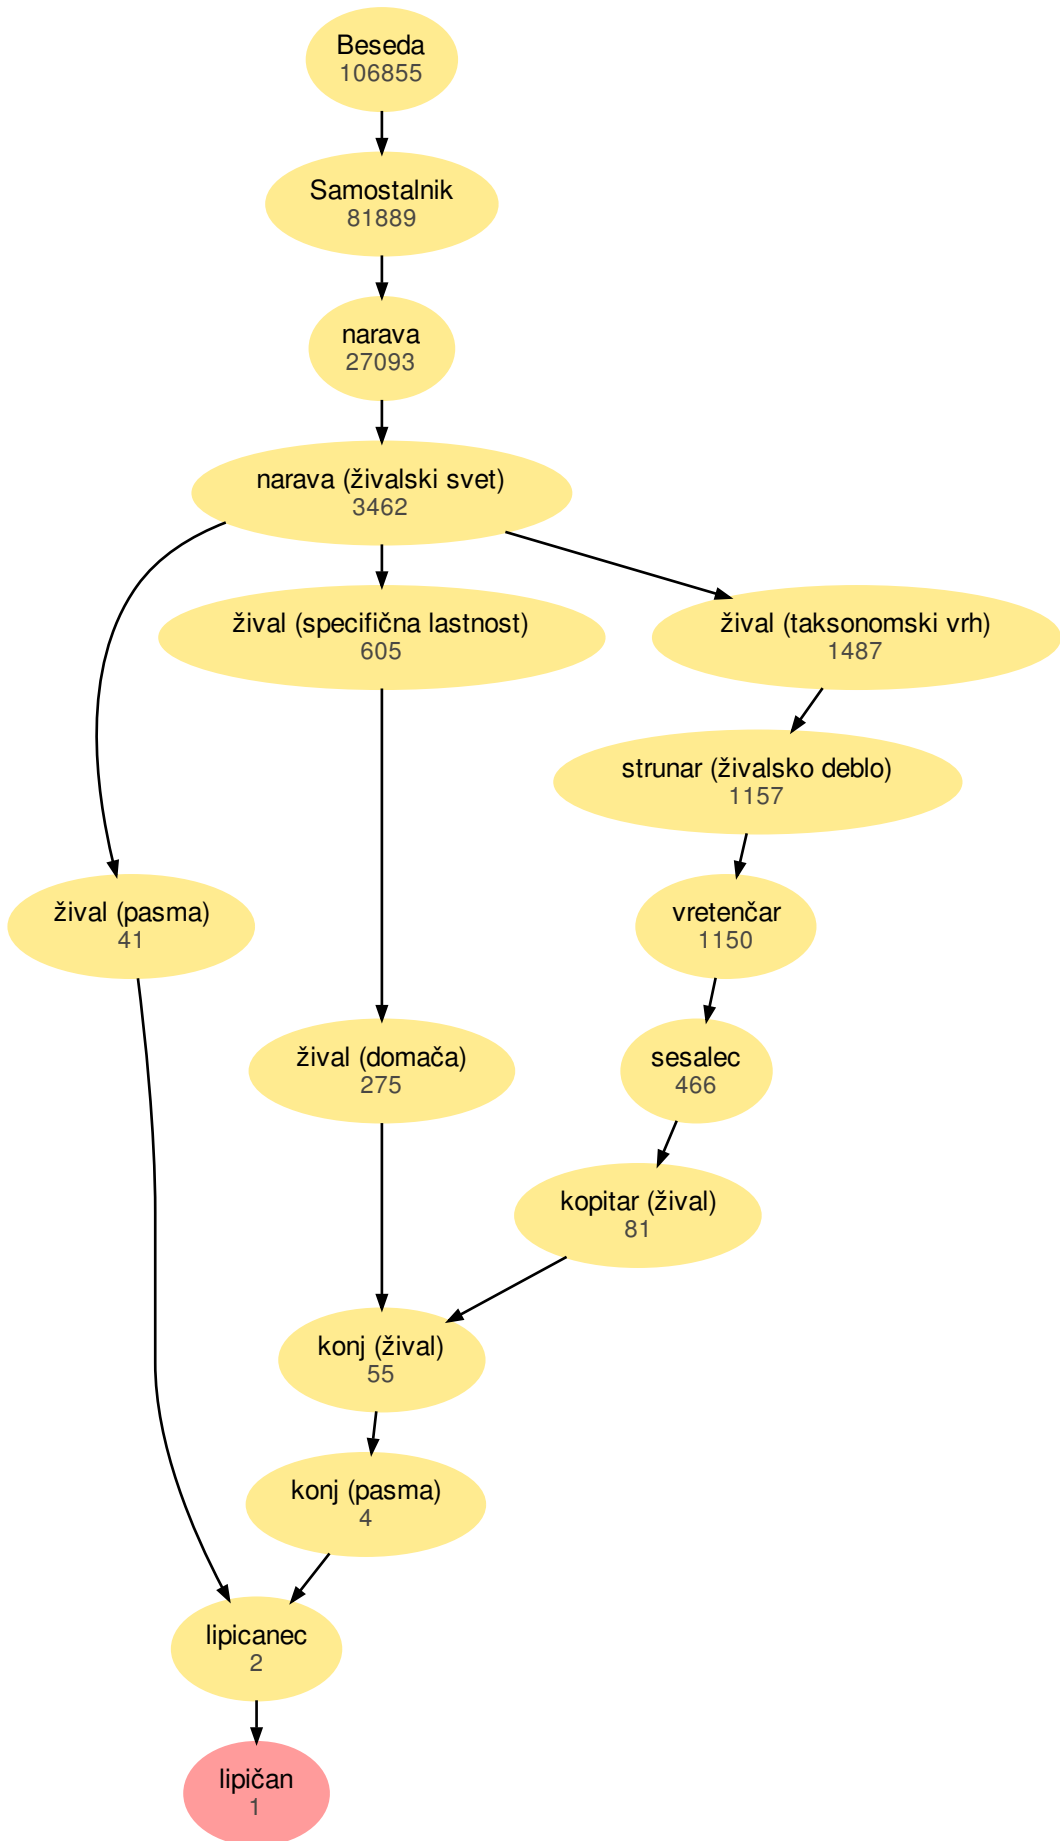 Beseda
106855
Samostalnik
81889
narava
27093
narava (živalski svet)
3462
žival (specifična lastnost)
605
žival (taksonomski vrh)
1487
strunar (živalsko deblo)
1157
žival (pasma)
41
vretenčar
1150
žival (domača)
275
sesalec
466
kopitar (žival)
81
konj (žival)
55
konj (pasma)
4
lipicanec
2
lipičan
1